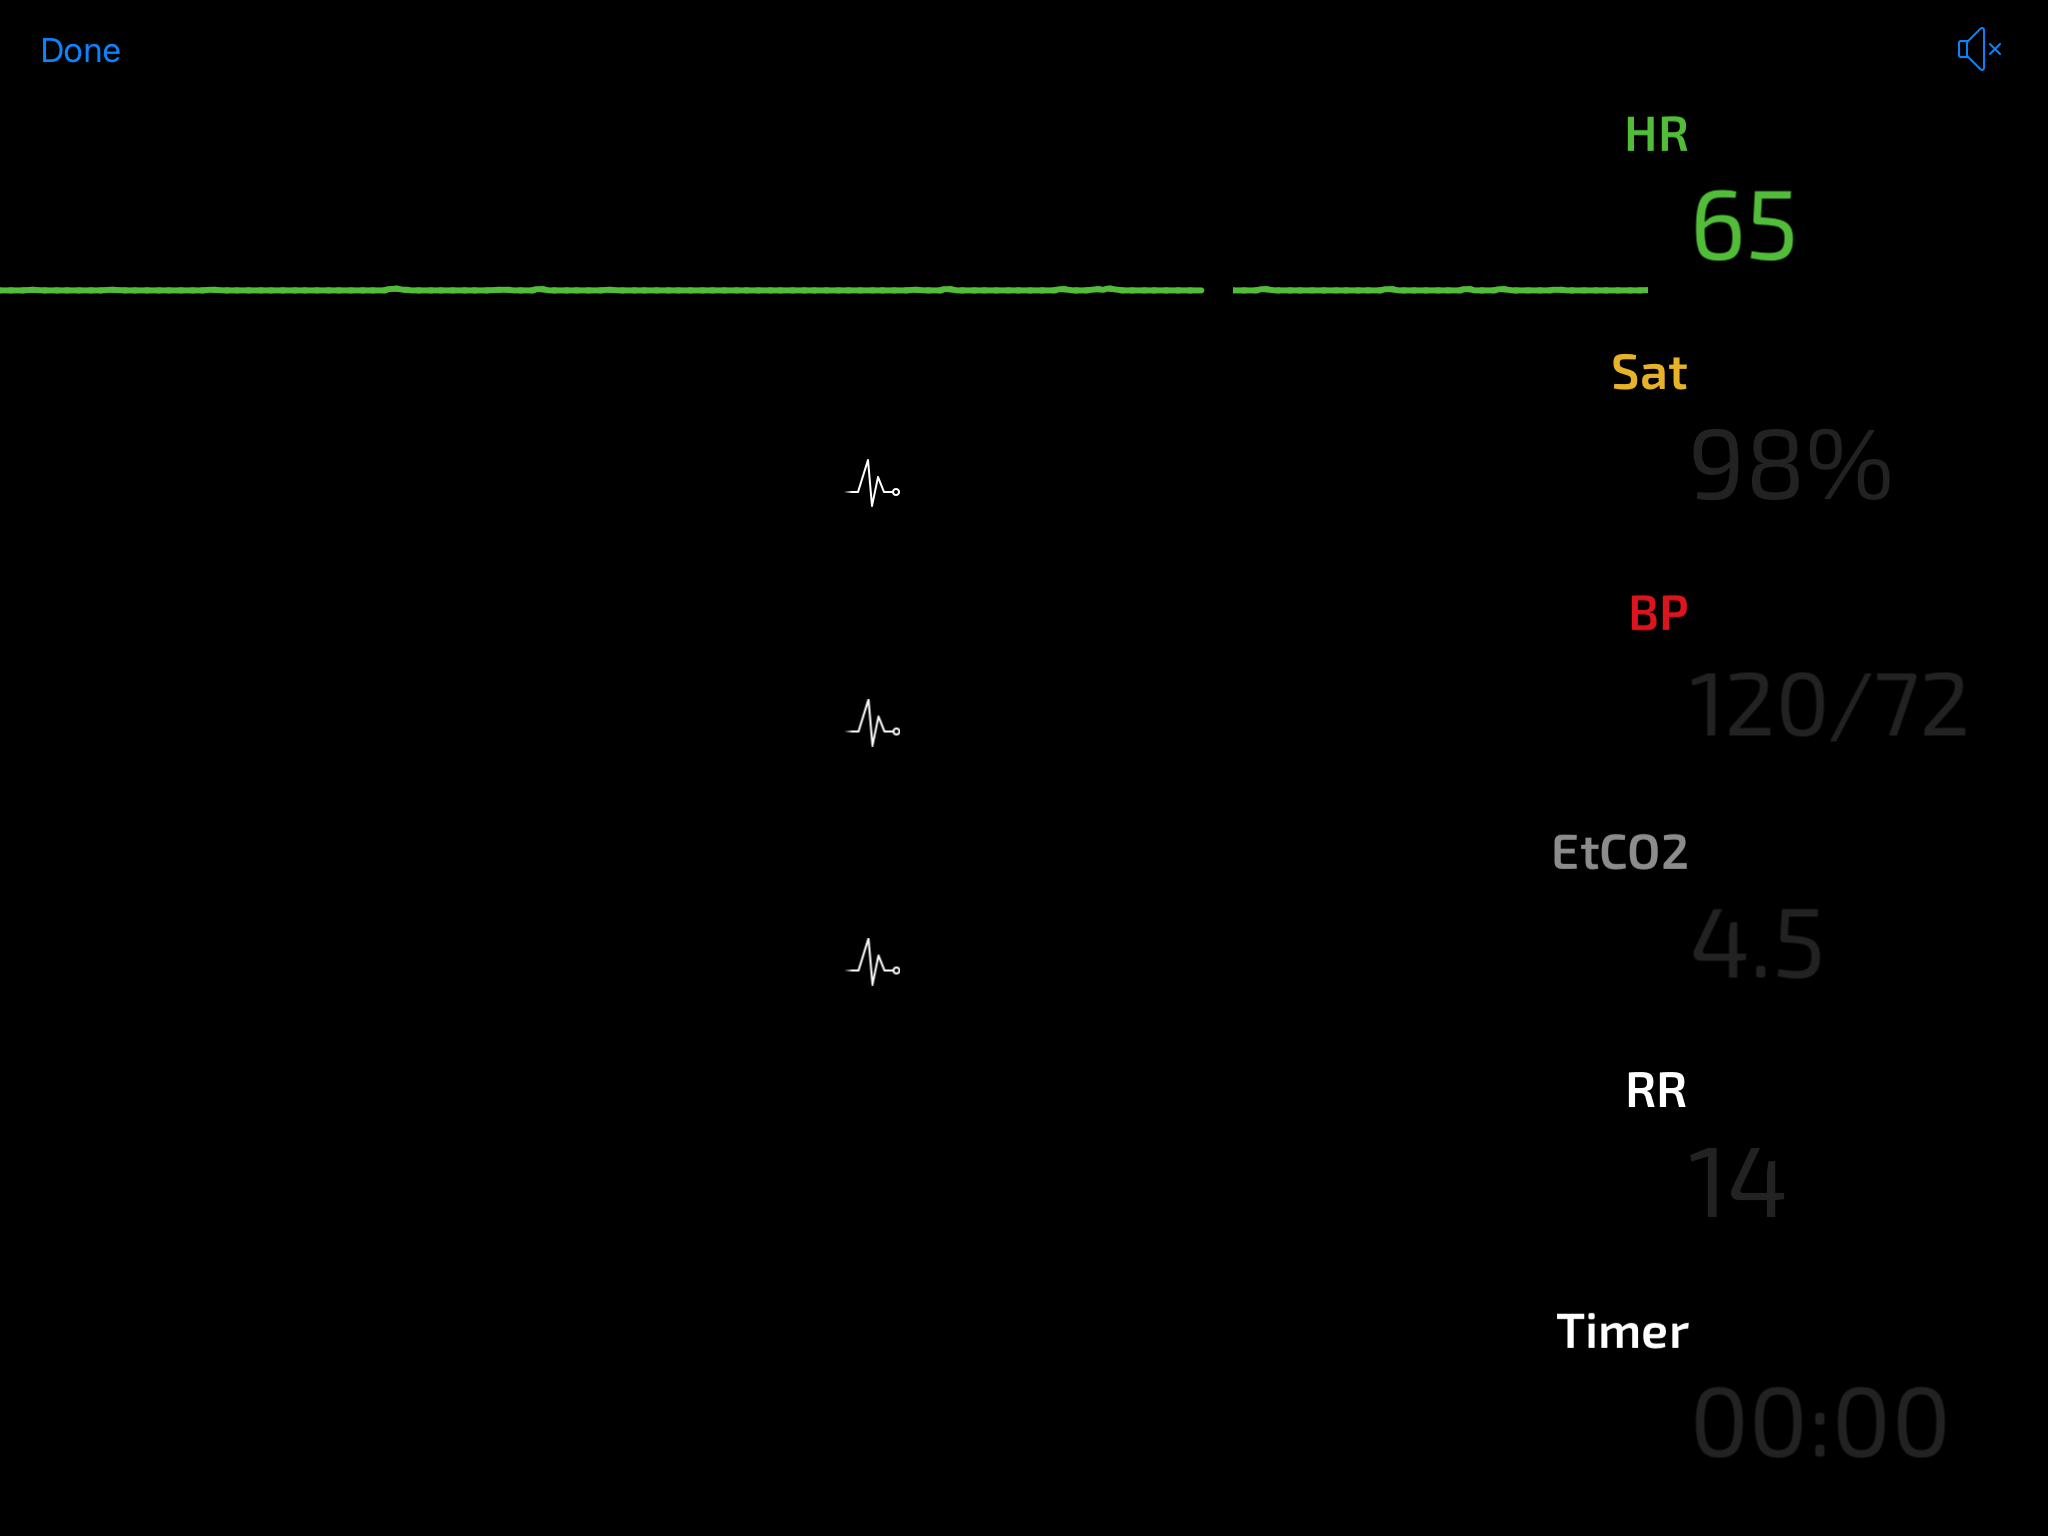 Done
HR
65
Sat
98%
BP
120/72
EtCO2
4.5
RR
14
Timer
00:00